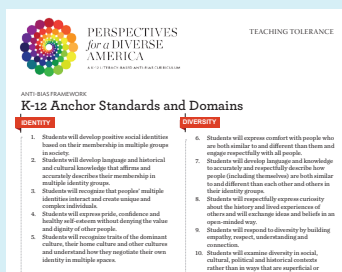 PERSPECTIVES
for a DIVERSE
AMERICA
A K-12 LITERACY-BASED ANTI-BIAS CURRICULUM
TEACHING TOLERANCE
ANTI-BIAS FRAMEWORK
K-12 Anchor Standards and Domains
IDENTITY
1. Students will develop positive social identities
based on their membership in multiple groups
in society.
2. Students will develop language and historical
and cultural knowledge that affirms and
accurately describes their membership in
multiple identity groups.
3. Students will recognize that peoples' multiple
identities interact and create unique and
complex individuals.
4. Students will express pride, confidence and
healthy self-esteem without denying the value
and dignity of other people.
5. Students will recognize traits of the dominant
culture, their home culture and other cultures
and understand how they negotiate their own
identity in multiple spaces.
DIVERSITY
6. Students will express comfort with people who
are both similar to and different than them and
engage respectfully with all people.
7. Students will develop language and knowledge
to accurately and respectfully describe how
people (including themselves) are both similar
to and different than each other and others in
their identity groups.
8. Students will respectfully express curiosity
about the history and lived experiences of
others and will exchange ideas and beliefs in an
open-minded way.
9. Students will respond to diversity by building
empathy, respect, understanding and
connection.
10. Students will examine diversity in social,
cultural, political and historical contexts
rather than in ways that are superficial or